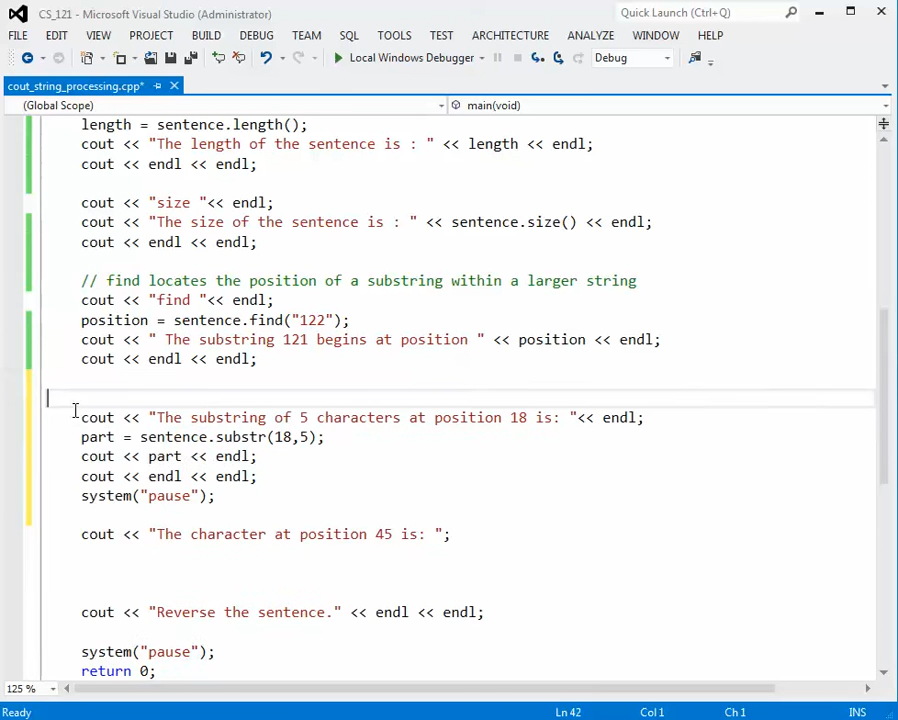 CS_121 - Microsoft Visual Studio (Administrator)
Quick Launch (Ctrl+Q)
FILE EDIT VIEW PROJECT BUILD DEBUG TEAM SQL TOOLS TEST ARCHITECTURE ANALYZE WINDOW HELP
Local Windows Debugger Debug
cout_string_processing.cpp*
(Global Scope) main(void)
length = sentence.length();
cout << "The length of the sentence is : " << length << endl;
cout << endl << endl;
cout << "size "<< endl;
cout << "The size of the sentence is : " << sentence.size() << endl;
cout << endl << endl;
// find locates the position of a substring within a larger string
cout << "find "<< endl;
position = sentence.find("122");
cout << " The substring 121 begins at position " << position << endl;
cout << endl << endl;
cout << "The substring of 5 characters at position 18 is: "<< endl;
part = sentence.substr(18,5);
cout << part << endl;
cout << endl << endl;
system("pause");
cout << "The character at position 45 is: ";
cout << "Reverse the sentence." << endl << endl;
system("pause");
return 0;
125 %
Ready Ln 42 Col 1 Ch 1 INS